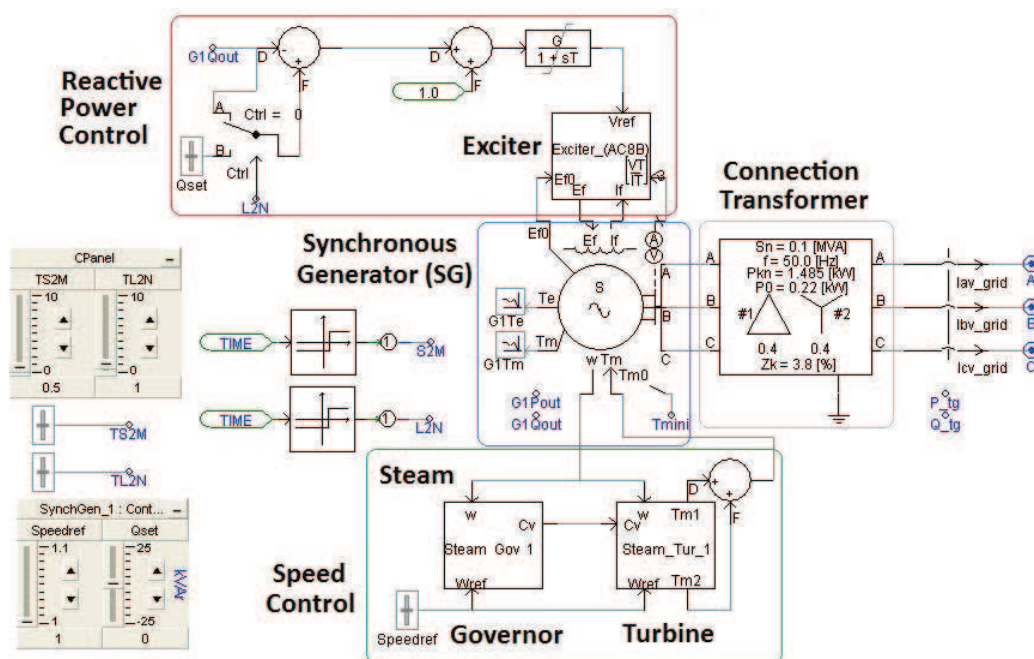 Reactive
Power
Control
G1Qout
D
-
+
F
A
Ctrl = 0
B
Ctrl
Qset
L2N
D
+
+
F
1.0
G
1 + sT
Exciter
Vref
Exciter_(AC8B)
VT
IT
3
Ef0
Ef
If
Connection
Transformer
Synchronous
Generator (SG)
Ef0
Ef
If
A
V
S
Te
G1Te
Tm
G1Tm
A
B
C
w
Tm
Tm0
G1Pout
G1Qout
Tmini
A
B
C
Sn = 0.1 [MVA]
f = 50.0 [Hz]
Pkn = 1.485 [kW]
P0 = 0.22 [kW]
#1
#2
0.4
0.4
Zk = 3.8 [%]
A
B
C
Iav_grid
Ibv_grid
Icv_grid
A
B
C
P_tg
Q_tg
CPanel
TS2M
TL2N
10
10
0
0
0.5
1
TIME
1
S2M
TIME
1
L2N
TS2M
TL2N
SynchGen_1 : Cont...
Speedref
Qset
1.1
25
kVAr
1
-25
1
0
Steam
w
Cv
Steam Gov 1
Wref
w
Tm1
Cv
Steam_Tur_1
Wref
Tm2
D
+
+
F
Speed
Control
Speedref
Governor
Turbine